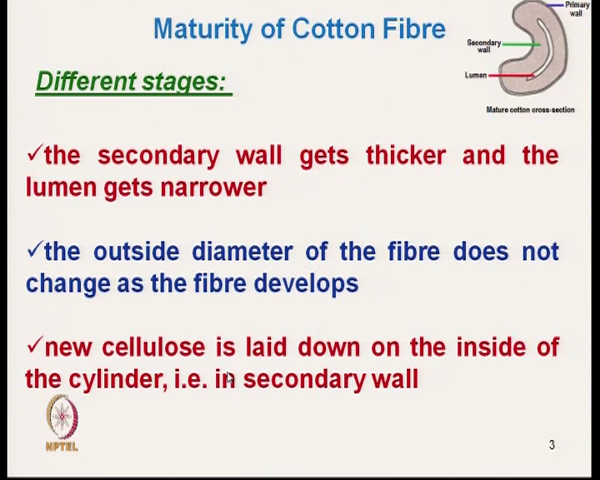 Maturity of Cotton Fibre
Primary
wall
Secondary
wall
Lumen
Mature cotton cross-section
Different stages:
✓the secondary wall gets thicker and the
lumen gets narrower
✓the outside diameter of the fibre does not
change as the fibre develops
✓new cellulose is laid down on the inside of
the cylinder, i.e. in secondary wall
NPTEL
3